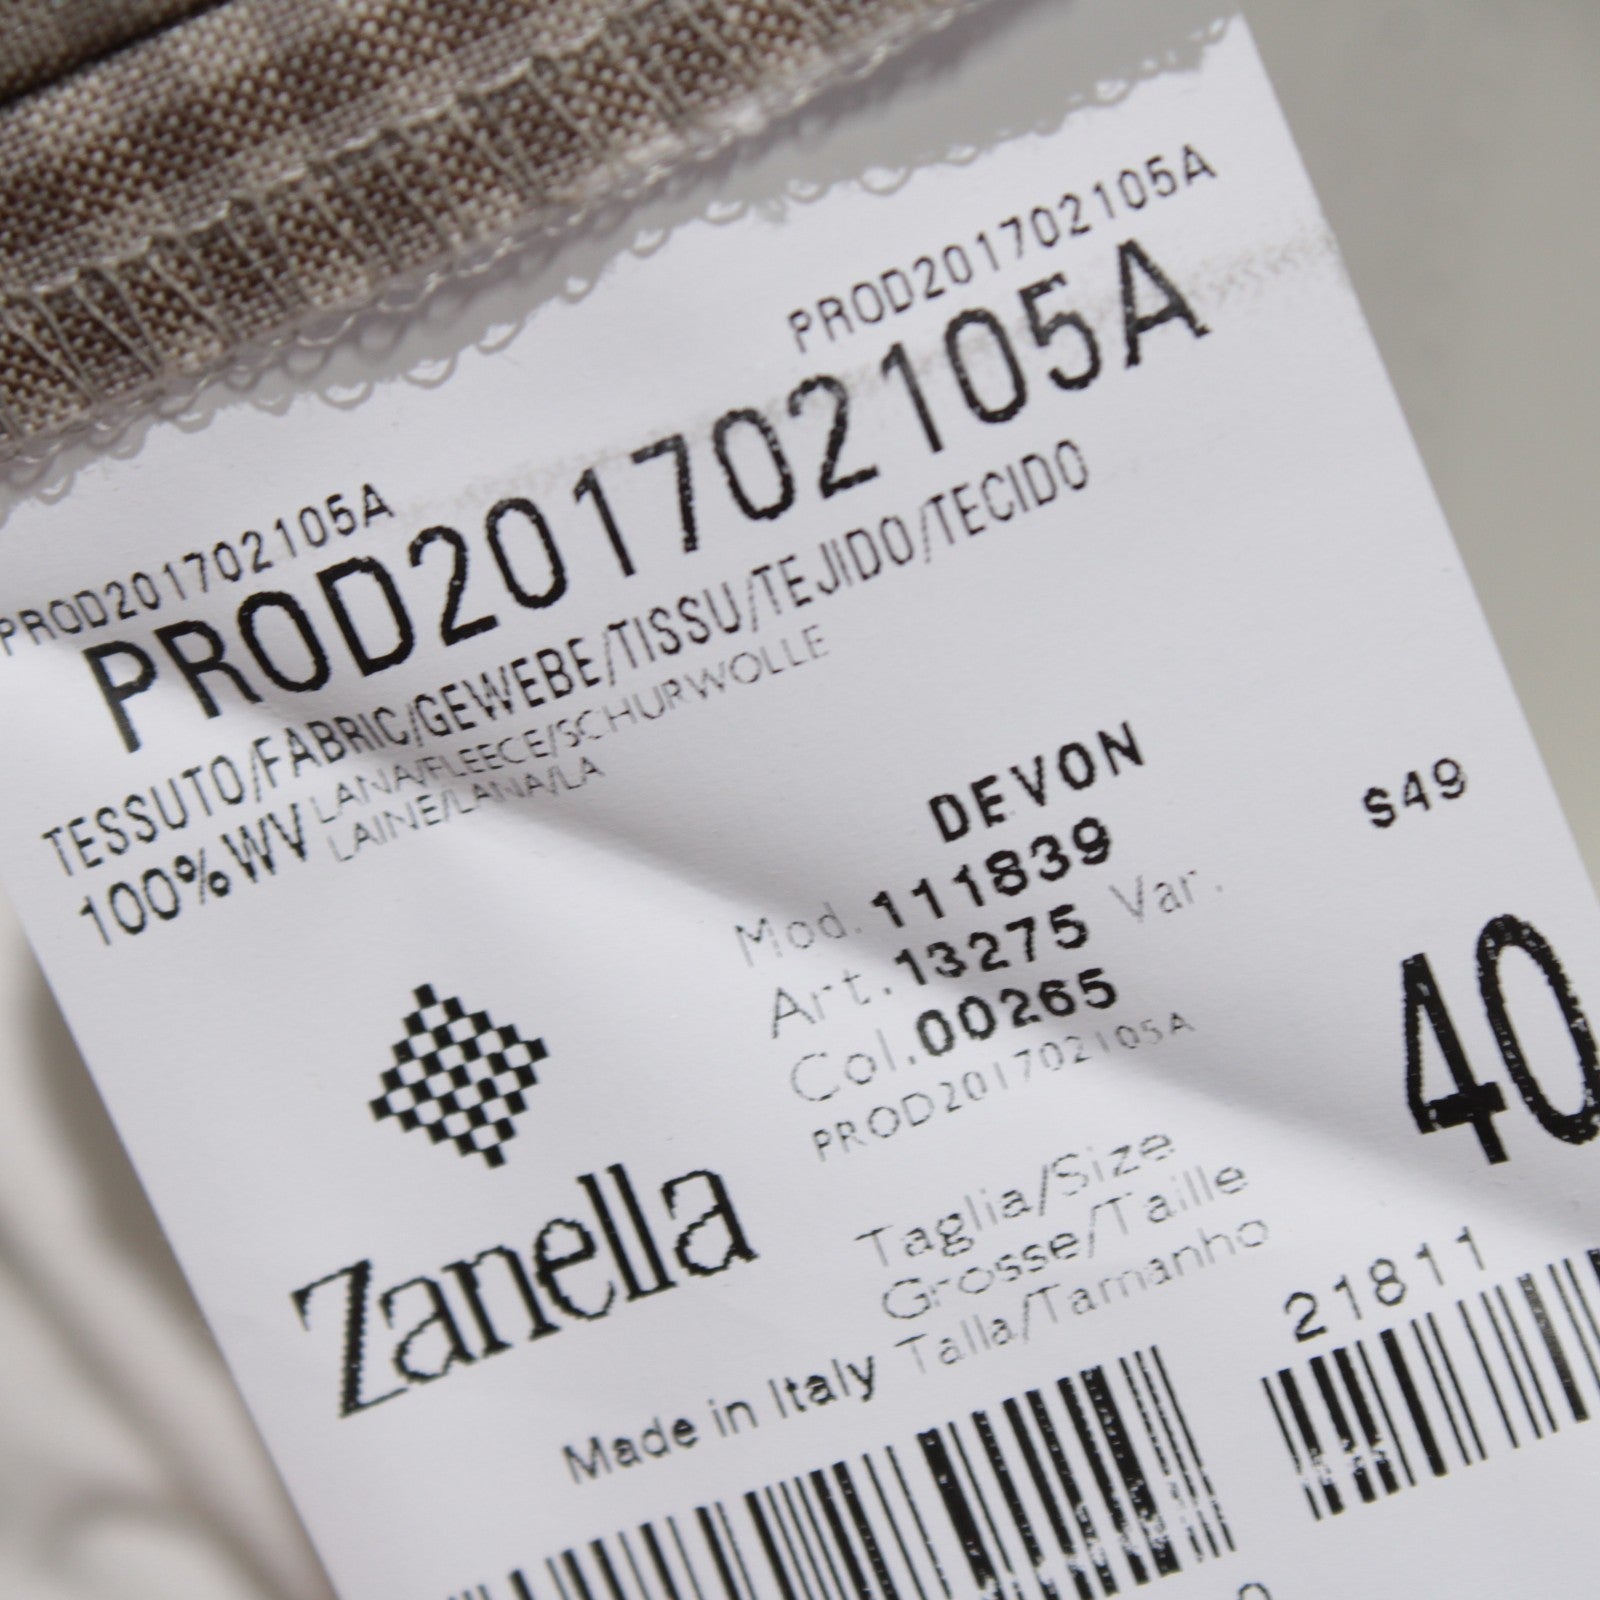 PROD201702105A
PROD201702105A
PROD201702105A
TESSUTO/FABRIC/GEWEBE/TISSU/TEJIDO/TECIDO
100%WV LANA/FLEECE/SCHURWOLLE
LAINE/LANA/LA
DEVON
S49
Mod. 111839
Art. 13275 Var.
Col. 00265
PROD201702105A
40
Zanella
Taglia/Size
Grosse/Taille
Talla/Tamanho
Made in Italy
21811